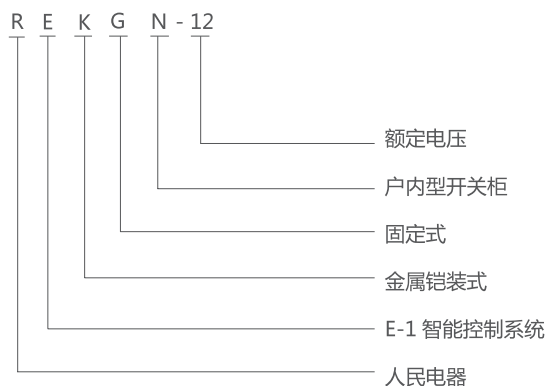 R E K G N - 12
额定电压
户内型开关柜
固定式
金属铠装式
E-1 智能控制系统
人民电器